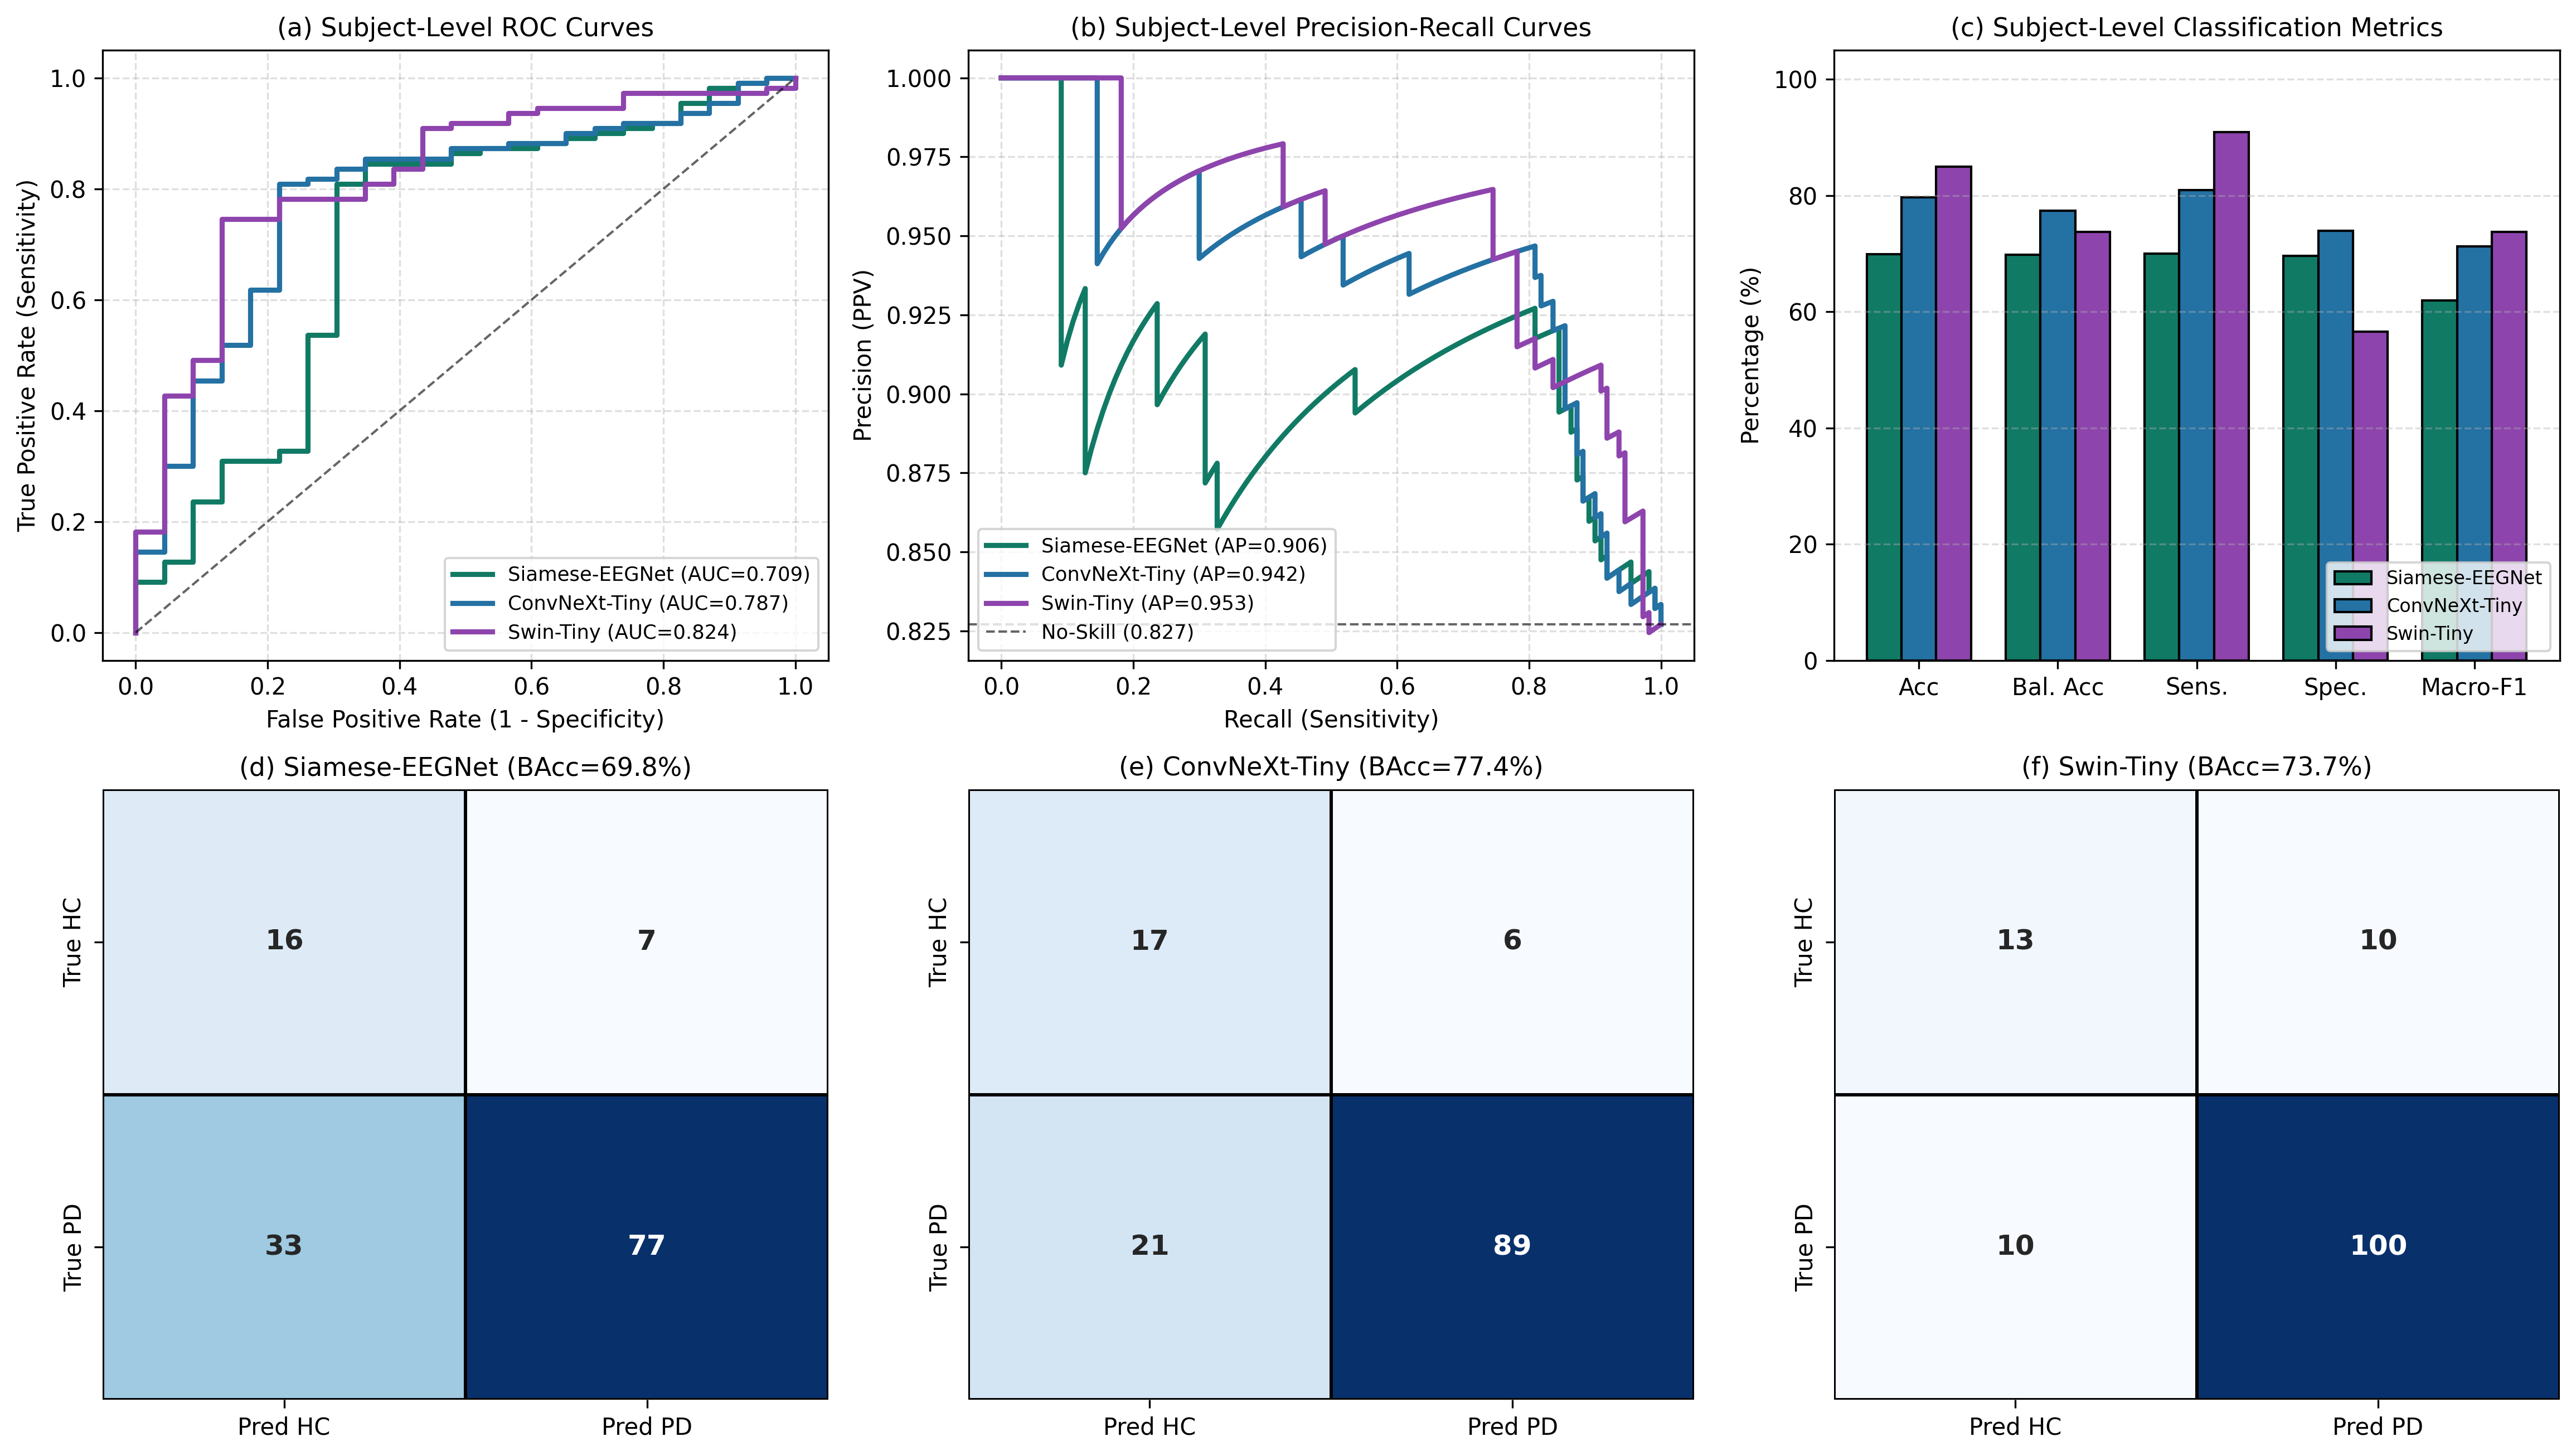 (a) Subject-Level ROC Curves
True Positive Rate (Sensitivity)
1.0
0.8
0.6
0.4
0.2
0.0
Siamese-EEGNet (AUC=0.709)
ConvNeXt-Tiny (AUC=0.787)
Swin-Tiny (AUC=0.824)
0.0 0.2 0.4 0.6 0.8 1.0
False Positive Rate (1 - Specificity)
(b) Subject-Level Precision-Recall Curves
Precision (PPV)
1.000
0.975
0.950
0.925
0.900
0.875
0.850
0.825
Siamese-EEGNet (AP=0.906)
ConvNeXt-Tiny (AP=0.942)
Swin-Tiny (AP=0.953)
No-Skill (0.827)
0.0 0.2 0.4 0.6 0.8 1.0
Recall (Sensitivity)
(c) Subject-Level Classification Metrics
Percentage (%)
100
80
60
40
20
0
Siamese-EEGNet
ConvNeXt-Tiny
Swin-Tiny
Acc Bal. Acc Sens. Spec. Macro-F1
(d) Siamese-EEGNet (BAcc=69.8%)
True HC
16 7
True PD
33 77
Pred HC Pred PD
(e) ConvNeXt-Tiny (BAcc=77.4%)
True HC
17 6
True PD
21 89
Pred HC Pred PD
(f) Swin-Tiny (BAcc=73.7%)
True HC
13 10
True PD
10 100
Pred HC Pred PD